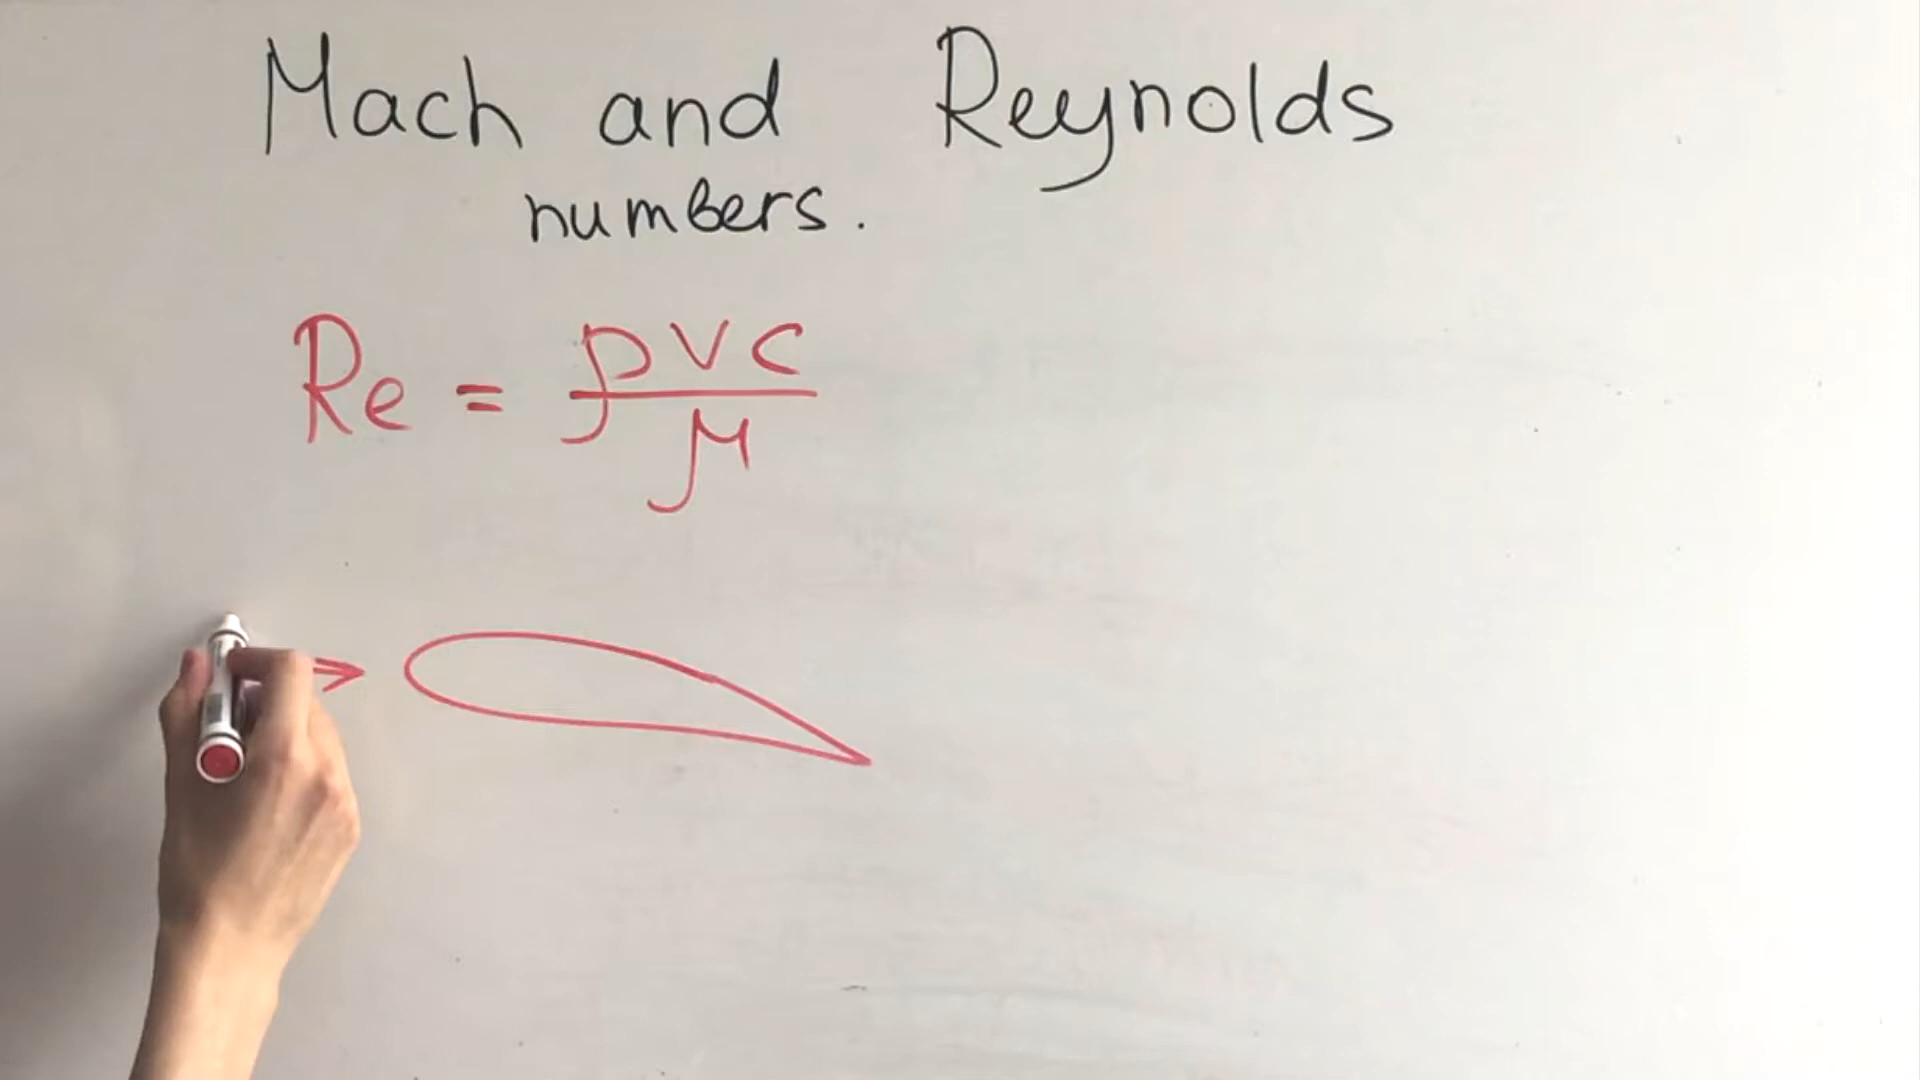 Mach and Reynolds
numbers.
Re = ρVc/μ